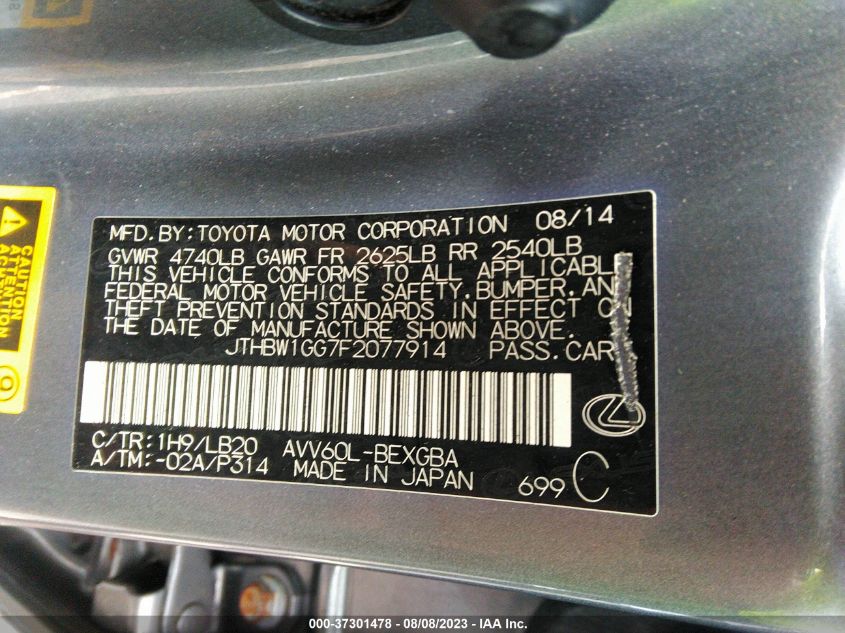 MFD. BY: TOYOTA MOTOR CORPORATION 08/14
GVWR 4740LB GAWR FR 2625LB RR 2540LB
THIS VEHICLE CONFORMS TO ALL APPLICABL
FEDERAL MOTOR VEHICLE SAFETY, BUMPER, AN
THEFT PREVENTION STANDARDS IN EFFECT ON
THE DATE OF MANUFACTURE SHOWN ABOVE.
JTHBW1GG7F2077914 PASS. CAR
C/TR: 1H9/LB20 AVV60L-BEXGBA
A/TM: -02A/P314 MADE IN JAPAN
699 C
CAUTION
ATTENTION
000-37301478 - 08/08/2023 - IAA Inc.